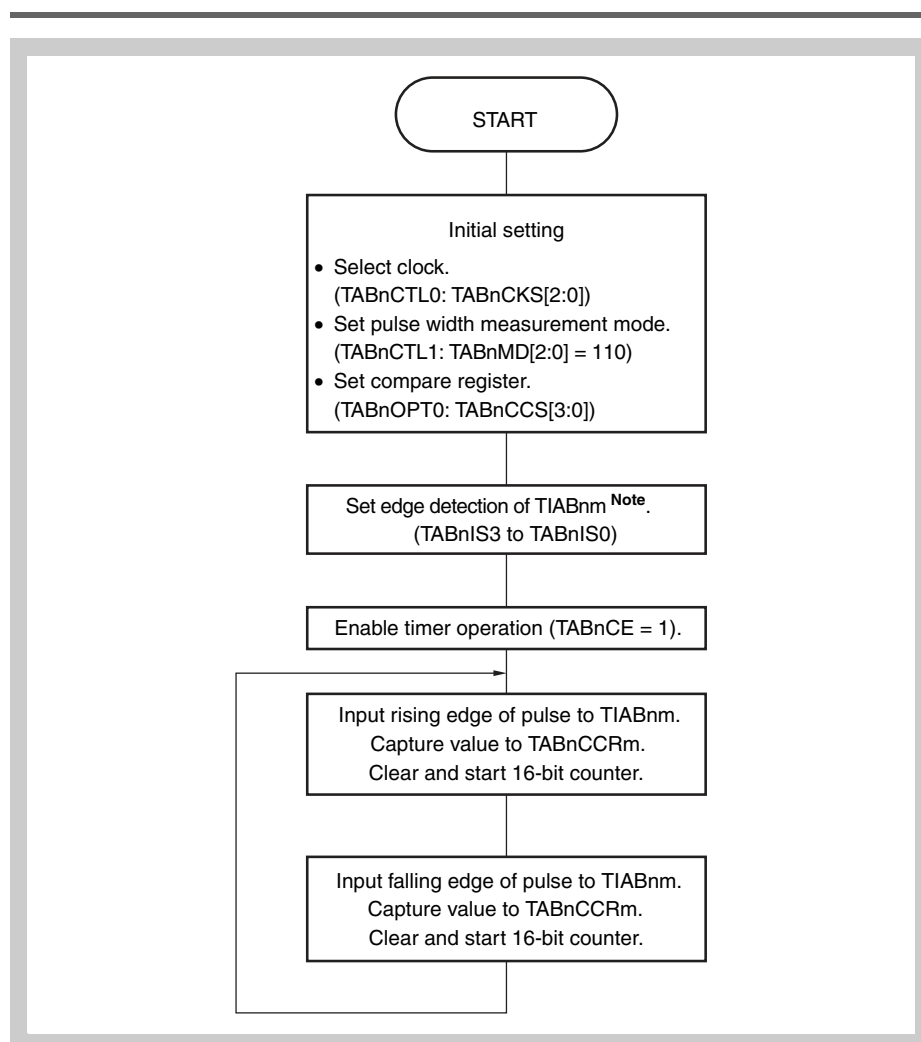 START
Initial setting
• Select clock.
(TABnCTL0: TABnCKS[2:0])
• Set pulse width measurement mode.
(TABnCTL1: TABnMD[2:0] = 110)
• Set compare register.
(TABnOPT0: TABnCCS[3:0])
Set edge detection of TIABnm Note.
(TABnIS3 to TABnIS0)
Enable timer operation (TABnCE = 1).
Input rising edge of pulse to TIABnm.
Capture value to TABnCCRm.
Clear and start 16-bit counter.
Input falling edge of pulse to TIABnm.
Capture value to TABnCCRm.
Clear and start 16-bit counter.